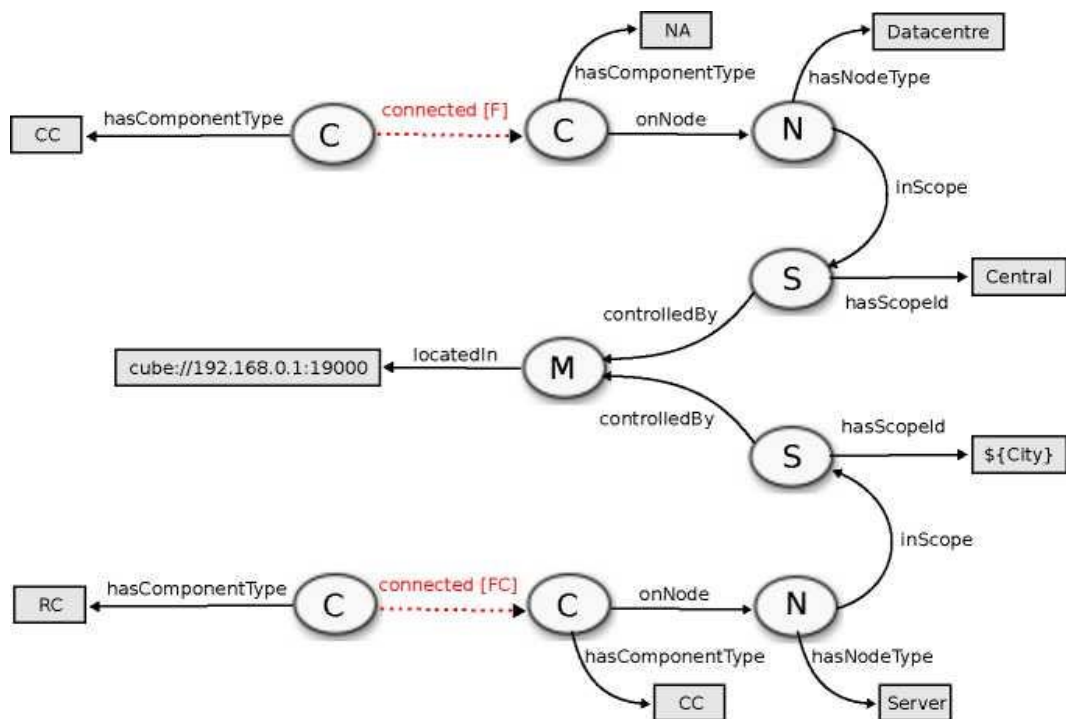 NA
Datacentre
hasComponentType
hasNodeType
hasComponentType
connected [F]
onNode
CC
C
C
N
inScope
S
Central
hasScopeId
controlledBy
locatedIn
cube://192.168.0.1:19000
M
controlledBy
hasScopeId
S
${City}
inScope
hasComponentType
connected [FC]
onNode
RC
C
C
N
hasComponentType
hasNodeType
CC
Server